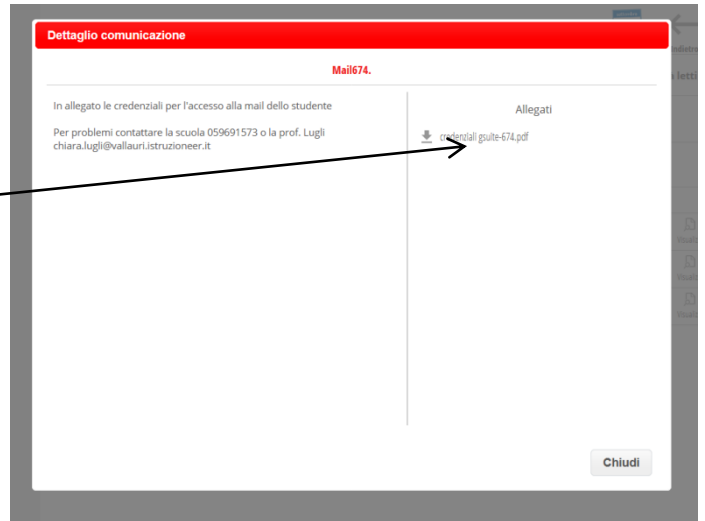 Dettaglio comunicazione
Mail674.
In allegato le credenziali per l'accesso alla mail dello studente
Per problemi contattare la scuola 059691573 o la prof. Lugli
chiara.lugli@vallauri.istruzioneer.it
Allegati
credenziali gsuite-674.pdf
Chiudi
Indietro